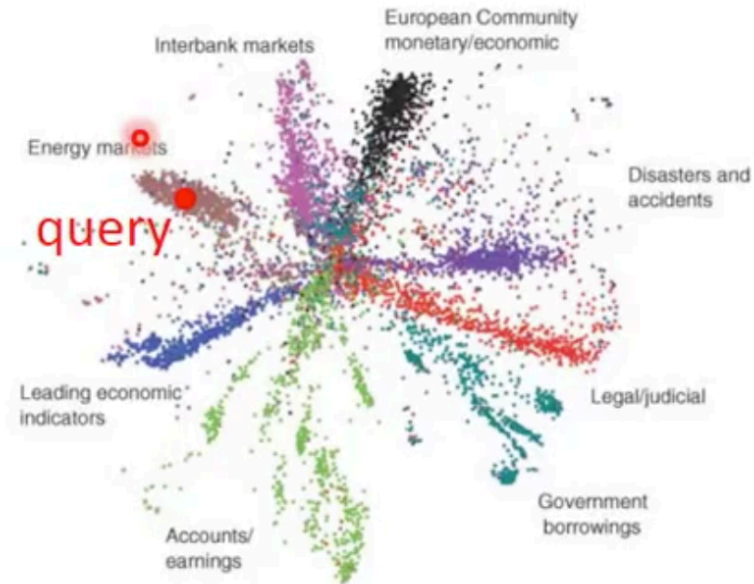 European Community
monetary/economic
Interbank markets
Energy markets
Disasters and
accidents
query
Leading economic
indicators
Legal/judicial
Government
borrowings
Accounts/
earnings